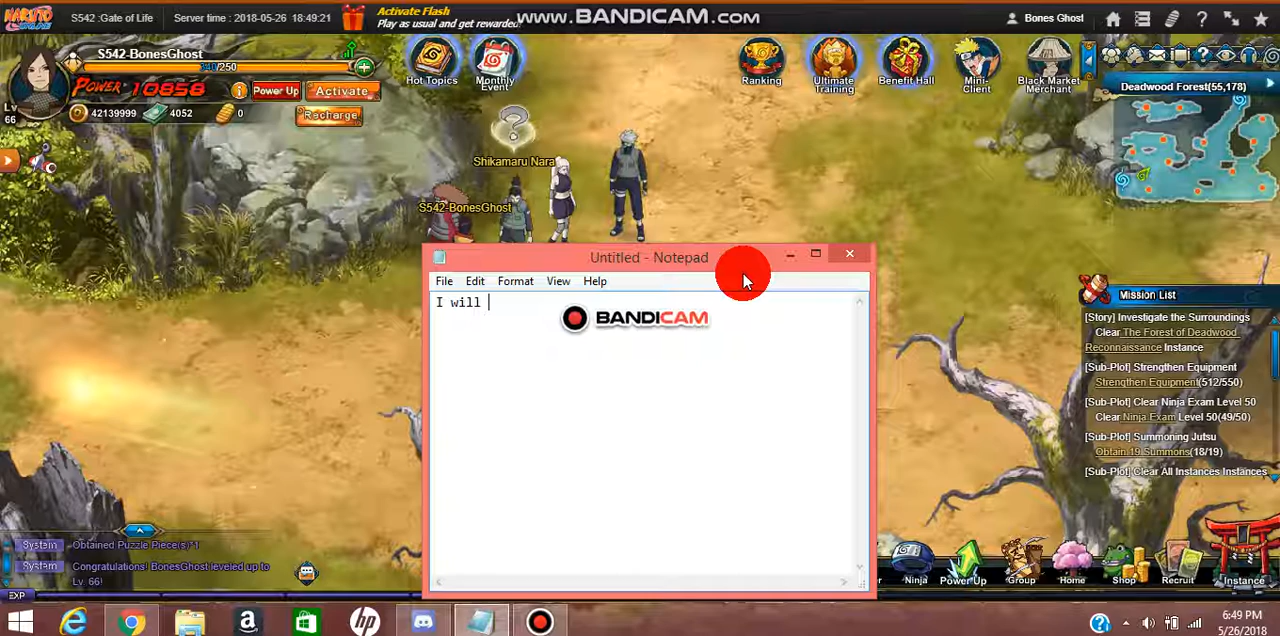 NARUTO
ONLINE
S542 :Gate of Life
Server time : 2018-05-26 18:49:21
Activate Flash
Play as usual and get rewarded
www.BANDICAM.com
Bones Ghost
S542-BonesGhost
/250
POWER 10858
Power Up
Activate
Lv
66
42139999
4052
0
Recharge
Hot Topics
Monthly
Event
Ranking
Ultimate
Training
Benefit Hall
Mini-
Client
Black Market
Merchant
Deadwood Forest(55,178)
Shikamaru Nara
S542-BonesGhost
Untitled - Notepad
File Edit Format View Help
I will
BANDICAM
Mission List
[Story] Investigate the Surroundings
Clear The Forest of Deadwood
Reconnaissance Instance
[Sub-Plot] Strengthen Equipment
Strengthen Equipment(512/550)
[Sub-Plot] Clear Ninja Exam Level 50
Clear Ninja Exam Level 50(49/50)
[Sub-Plot] Summoning Jutsu
Obtain 19 Summons(18/19)
[Sub-Plot] Clear All Instances Instances
System Obtained Puzzle Piece(s)*1
System Congratulations! BonesGhost leveled up to
Lv. 66!
EXP
Ninja
Power Up
Group
Home
Shop
Recruit
Instance
6:49 PM
5/26/2018